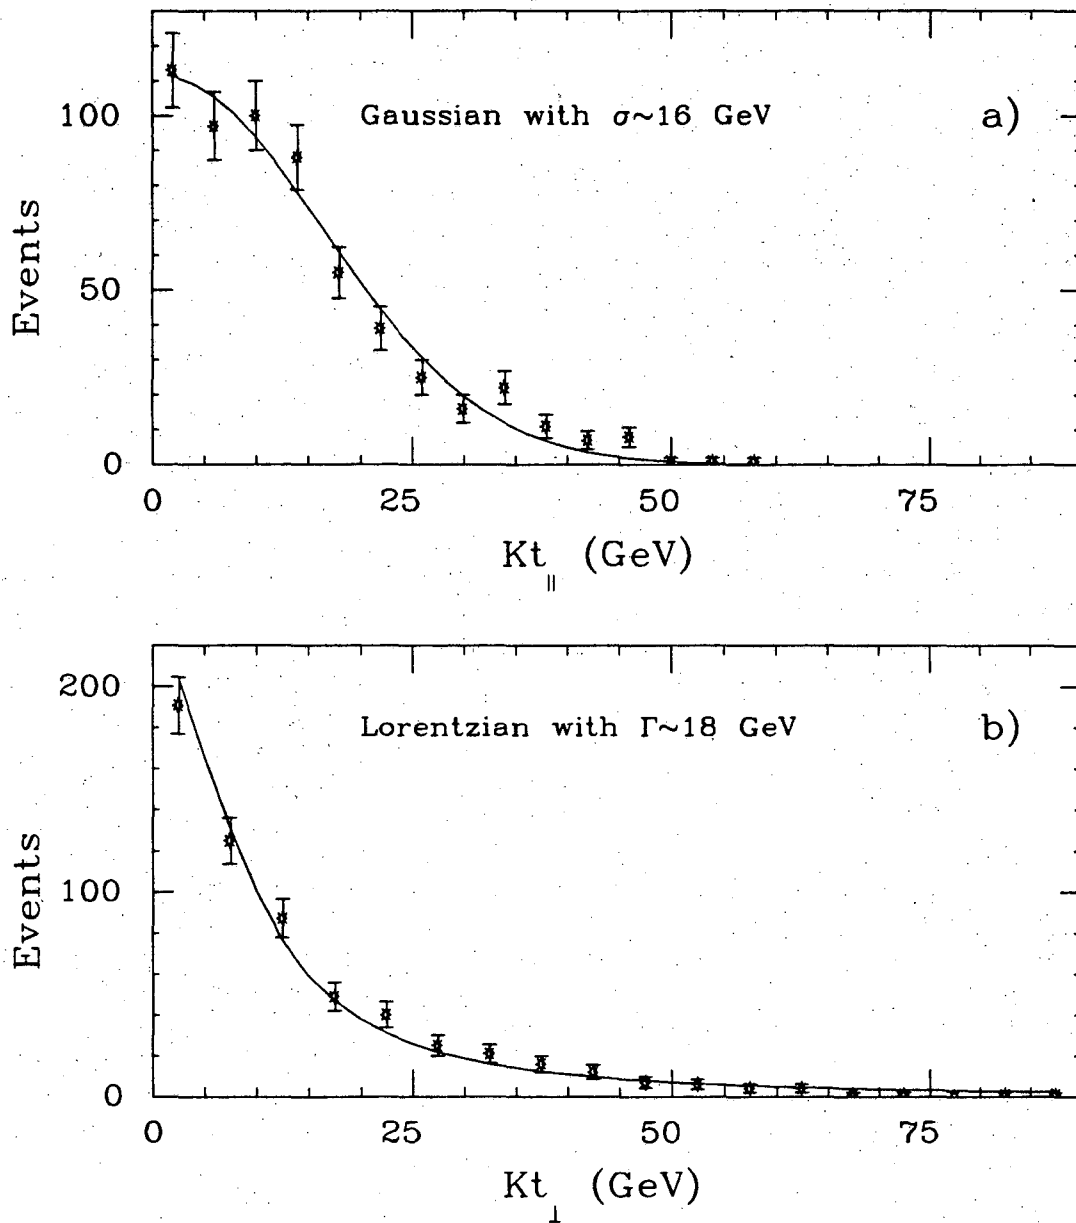 100
50
0
Events
Gaussian with σ~16 GeV
a)
0
25
50
75
Kt∥ (GeV)
200
100
0
Events
Lorentzian with Γ~18 GeV
b)
0
25
50
75
Kt⊥ (GeV)